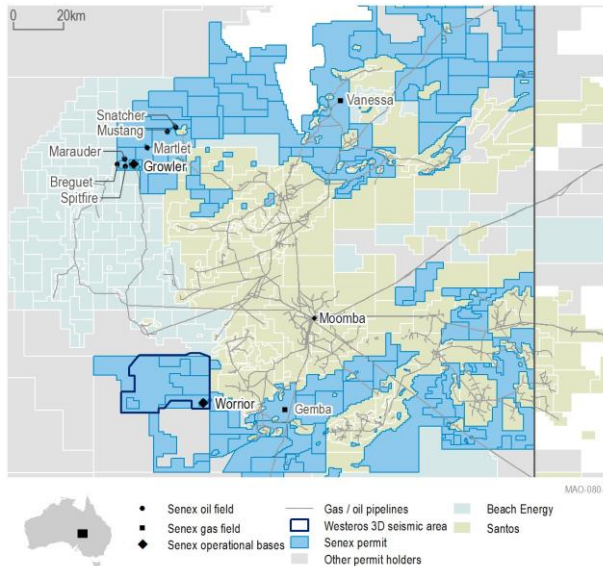 0 20km
Vanessa
Snatcher
Mustang
Martlet
Marauder
Growler
Breguet
Spitfire
Moomba
Worrior
Gemba
MAO-080
Senex oil field
Senex gas field
Senex operational bases
Gas / oil pipelines
Westeros 3D seismic area
Senex permit
Other permit holders
Beach Energy
Santos